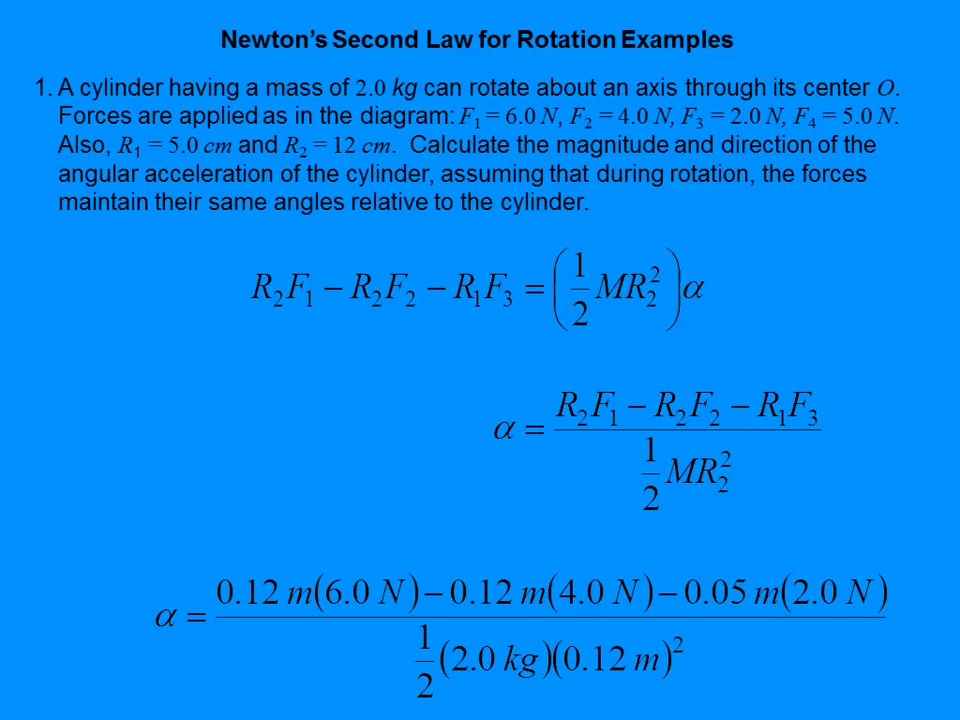 Newton's Second Law for Rotation Examples
1. A cylinder having a mass of 2.0 kg can rotate about an axis through its center O.
Forces are applied as in the diagram: F₁ = 6.0 N, F₂ = 4.0 N, F₃ = 2.0 N, F₄ = 5.0 N.
Also, R₁ = 5.0 cm and R₂ = 12 cm. Calculate the magnitude and direction of the
angular acceleration of the cylinder, assuming that during rotation, the forces
maintain their same angles relative to the cylinder.
R₂F₁ − R₂F₂ − R₁F₃ = (1/2 MR₂²)α
α = (R₂F₁ − R₂F₂ − R₁F₃) / (1/2 MR₂²)
α = (0.12 m(6.0 N) − 0.12 m(4.0 N) − 0.05 m(2.0 N)) / (1/2 (2.0 kg)(0.12 m)²)